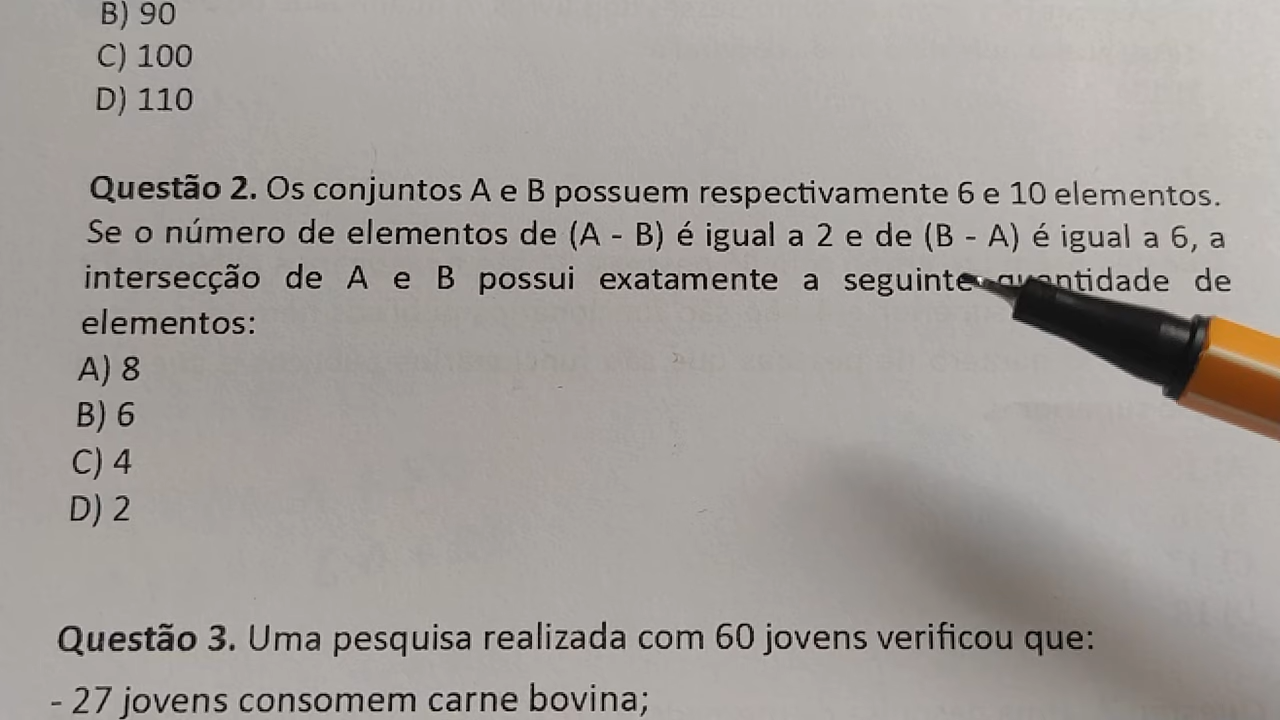 B) 90
C) 100
D) 110
Questão 2. Os conjuntos A e B possuem respectivamente 6 e 10 elementos.
Se o número de elementos de (A - B) é igual a 2 e de (B - A) é igual a 6, a
intersecção de A e B possui exatamente a seguinte quantidade de
elementos:
A) 8
B) 6
C) 4
D) 2
Questão 3. Uma pesquisa realizada com 60 jovens verificou que:
- 27 jovens consomem carne bovina;